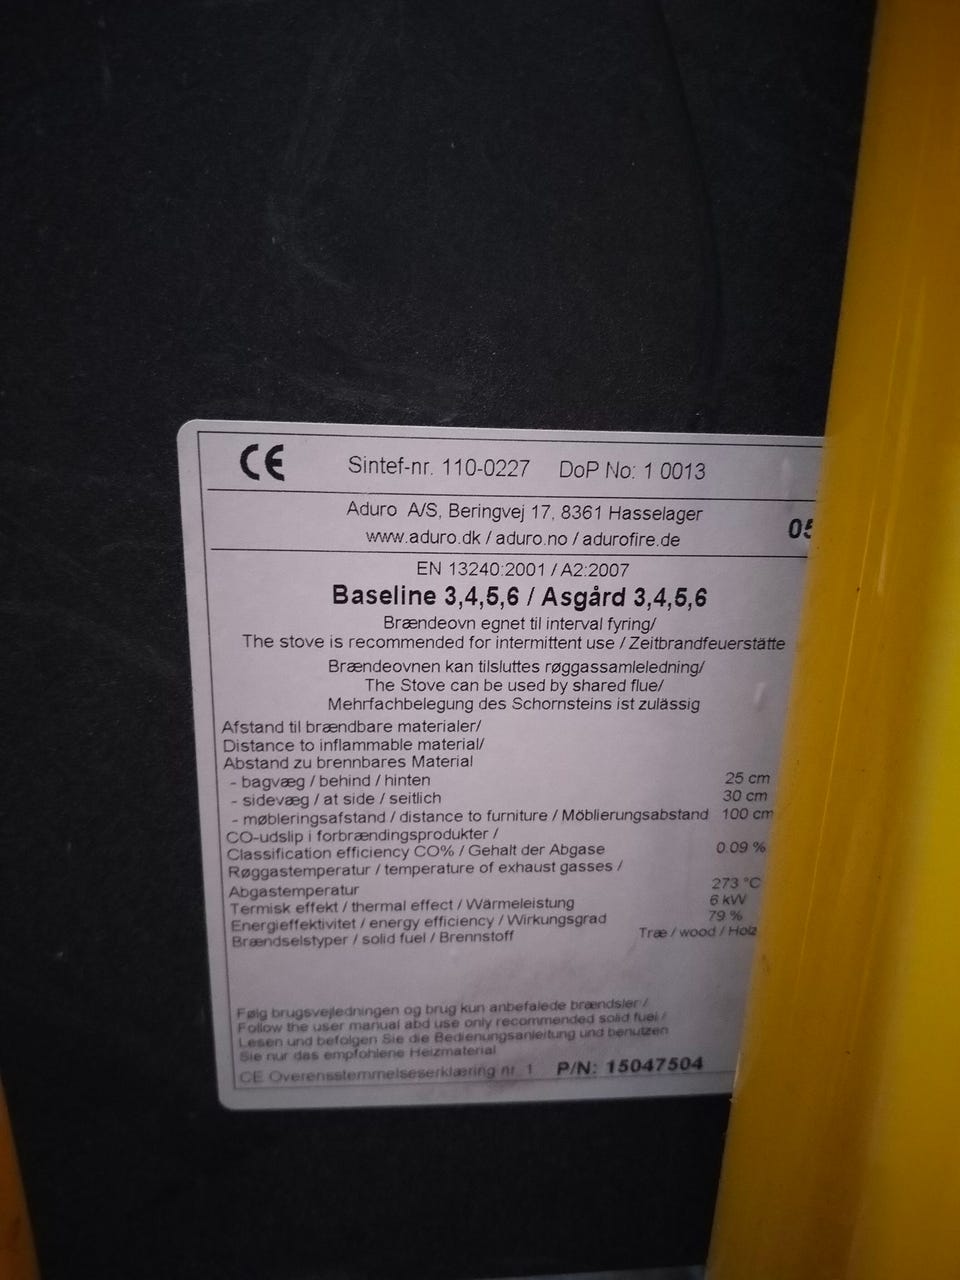 CE Sintef-nr. 110-0227 DoP No: 1 0013
Aduro A/S, Beringvej 17, 8361 Hasselager
www.aduro.dk / aduro.no / adurofire.de
05
EN 13240:2001 / A2:2007
Baseline 3,4,5,6 / Asgård 3,4,5,6
Brændeovn egnet til interval fyring/
The stove is recommended for intermittent use / Zeitbrandfeuerstätte
Brændeovnen kan tilsluttes røggassamleledning/
The Stove can be used by shared flue/
Mehrfachbelegung des Schornsteins ist zulässig
Afstand til brændbare materialer/
Distance to inflammable material/
Abstand zu brennbares Material
- bagvæg / behind / hinten 25 cm
- sidevæg / at side / seitlich 30 cm
- møbleringsafstand / distance to furniture / Möblierungsabstand 100 cm
CO-udslip i forbrændingsprodukter /
Classification efficiency CO% / Gehalt der Abgase 0.09 %
Røggastemperatur / temperature of exhaust gasses /
Abgastemperatur 273 °C
Termisk effekt / thermal effect / Wärmeleistung 6 kW
Energieffektivitet / energy efficiency / Wirkungsgrad 79 %
Brændselstyper / solid fuel / Brennstoff Træ / wood / Holz
Følg brugsvejledningen og brug kun anbefalede brændsler /
Follow the user manual abd use only recommended solid fuel /
Lesen und befolgen Sie die Bedienungsanleitung und benutzen
Sie nur das empfohlene Heizmaterial
CE Overensstemmelseserklæring nr. 1 P/N: 15047504